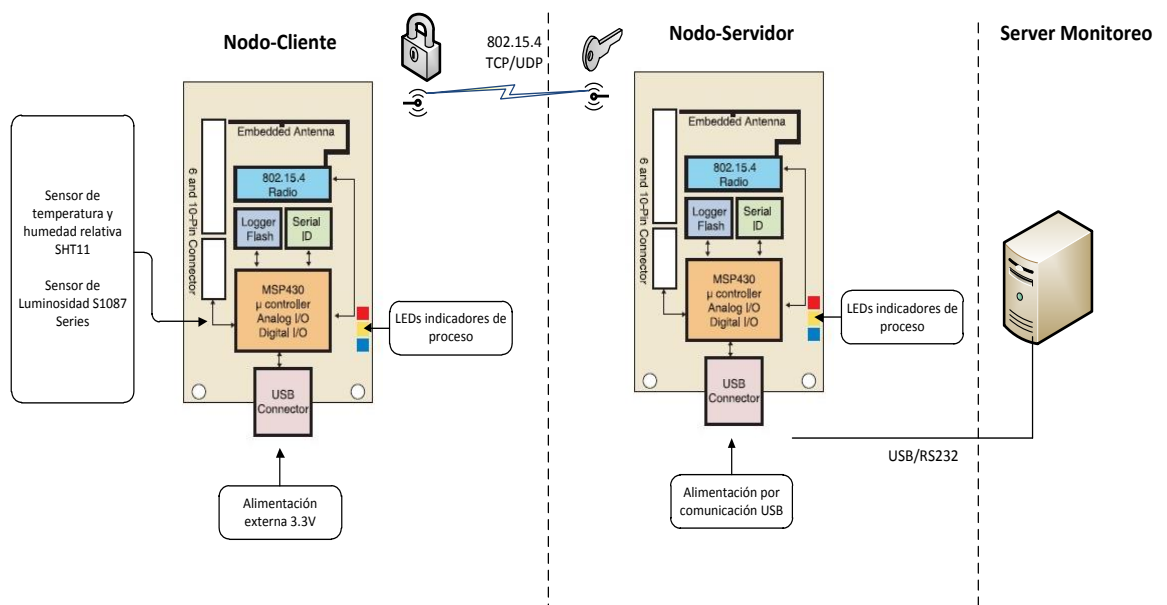 Nodo-Cliente
802.15.4
TCP/UDP
Nodo-Servidor
Server Monitoreo
Sensor de
temperatura y
humedad relativa
SHT11
Sensor de
Luminosidad S1087
Series
Embedded Antenna
6 and 10-Pin Connector
802.15.4
Radio
Logger
Flash
Serial
ID
MSP430
µ controller
Analog I/O
Digital I/O
USB
Connector
LEDs indicadores de
proceso
Alimentación
externa 3.3V
Embedded Antenna
6 and 10-Pin Connector
802.15.4
Radio
Logger
Flash
Serial
ID
MSP430
µ controller
Analog I/O
Digital I/O
USB
Connector
LEDs indicadores de
proceso
Alimentación por
comunicación USB
USB/RS232